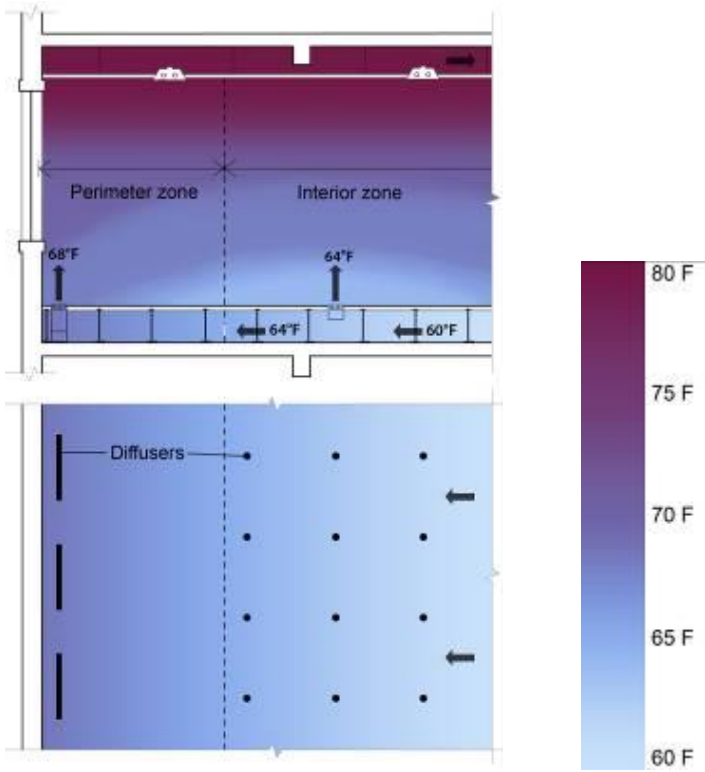 Perimeter zone
Interior zone
68°F
64°F
64°F
60°F
Diffusers
80 F
75 F
70 F
65 F
60 F